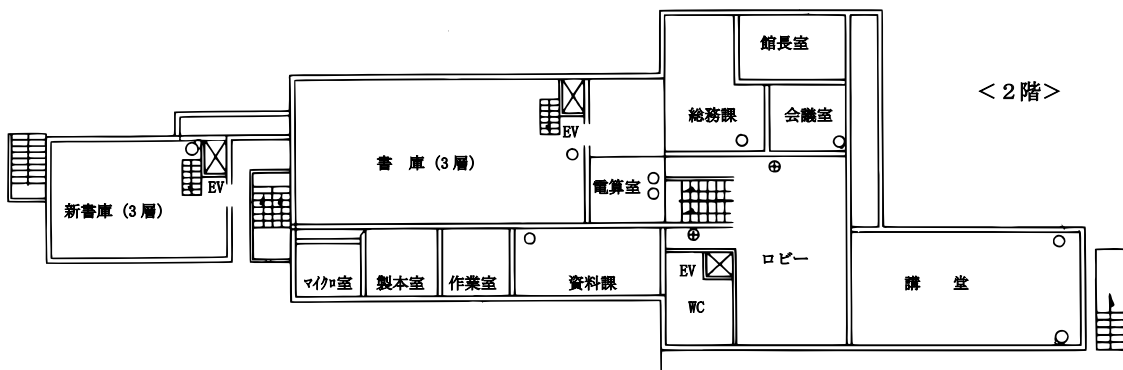 館長室
＜２階＞
総務課
会議室
EV
書　庫（3層）
電算室
EV
新書庫（3層）
ロビー
EV
マイクロ室
製本室
作業室
資料課
講　堂
WC